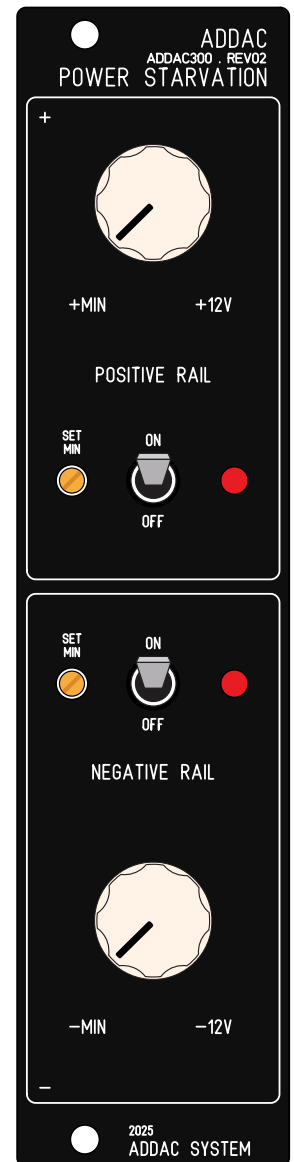 ADDAC
ADDAC300 . REV02
POWER STARVATION
+
+MIN +12V
POSITIVE RAIL
SET
MIN
ON
OFF
SET
MIN
ON
OFF
NEGATIVE RAIL
-MIN -12V
-
2025
ADDAC SYSTEM